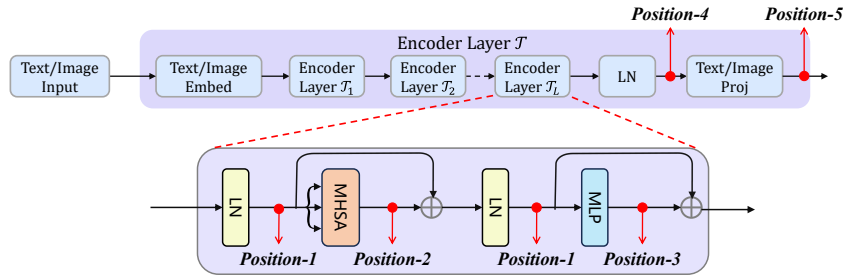 Position-4
Position-5
Encoder Layer 𝒯
Text/Image
Input
Text/Image
Embed
Encoder
Layer 𝒯₁
Encoder
Layer 𝒯₂
Encoder
Layer 𝒯_L
LN
Text/Image
Proj
LN
MHSA
LN
MLP
Position-1
Position-2
Position-1
Position-3